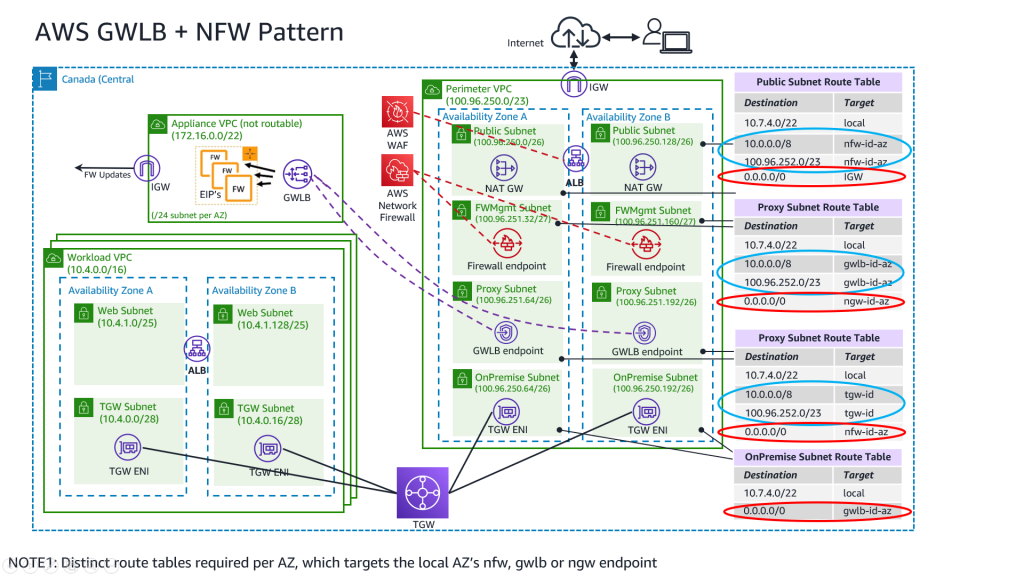 AWS GWLB + NFW Pattern
Internet
IGW
Canada (Central
Appliance VPC (not routable)
(172.16.0.0/22)
FW
FW
FW
EIP's
GWLB
FW Updates
IGW
(/24 subnet per AZ)
AWS
WAF
AWS
Network
Firewall
Workload VPC
(10.4.0.0/16)
Availability Zone A
Availability Zone B
Web Subnet
(10.4.1.0/25)
Web Subnet
(10.4.1.128/25)
ALB
TGW Subnet
(10.4.0.0/28)
TGW Subnet
(10.4.0.16/28)
TGW ENI
TGW ENI
TGW
Perimeter VPC
(100.96.250.0/23)
Availability Zone A
Availability Zone B
Public Subnet
(100.96.250.0/26)
Public Subnet
(100.96.250.128/26)
NAT GW
ALB
NAT GW
FWMgmt Subnet
(100.96.251.32/27)
FWMgmt Subnet
(100.96.251.160/27)
Firewall endpoint
Firewall endpoint
Proxy Subnet
(100.96.251.64/26)
Proxy Subnet
(100.96.251.192/26)
GWLB endpoint
GWLB endpoint
OnPremise Subnet
(100.96.250.64/26)
OnPremise Subnet
(100.96.250.192/26)
TGW ENI
TGW ENI
Public Subnet Route Table
Destination Target
10.7.4.0/22 local
10.0.0.0/8 nfw-id-az
100.96.252.0/23 nfw-id-az
0.0.0.0/0 IGW
Proxy Subnet Route Table
Destination Target
10.7.4.0/22 local
10.0.0.0/8 gwlb-id-az
100.96.252.0/23 gwlb-id-az
0.0.0.0/0 ngw-id-az
Proxy Subnet Route Table
Destination Target
10.7.4.0/22 local
10.0.0.0/8 tgw-id
100.96.252.0/23 tgw-id
0.0.0.0/0 nfw-id-az
OnPremise Subnet Route Table
Destination Target
10.7.4.0/22 local
0.0.0.0/0 gwlb-id-az
NOTE1: Distinct route tables required per AZ, which targets the local AZ's nfw, gwlb or ngw endpoint